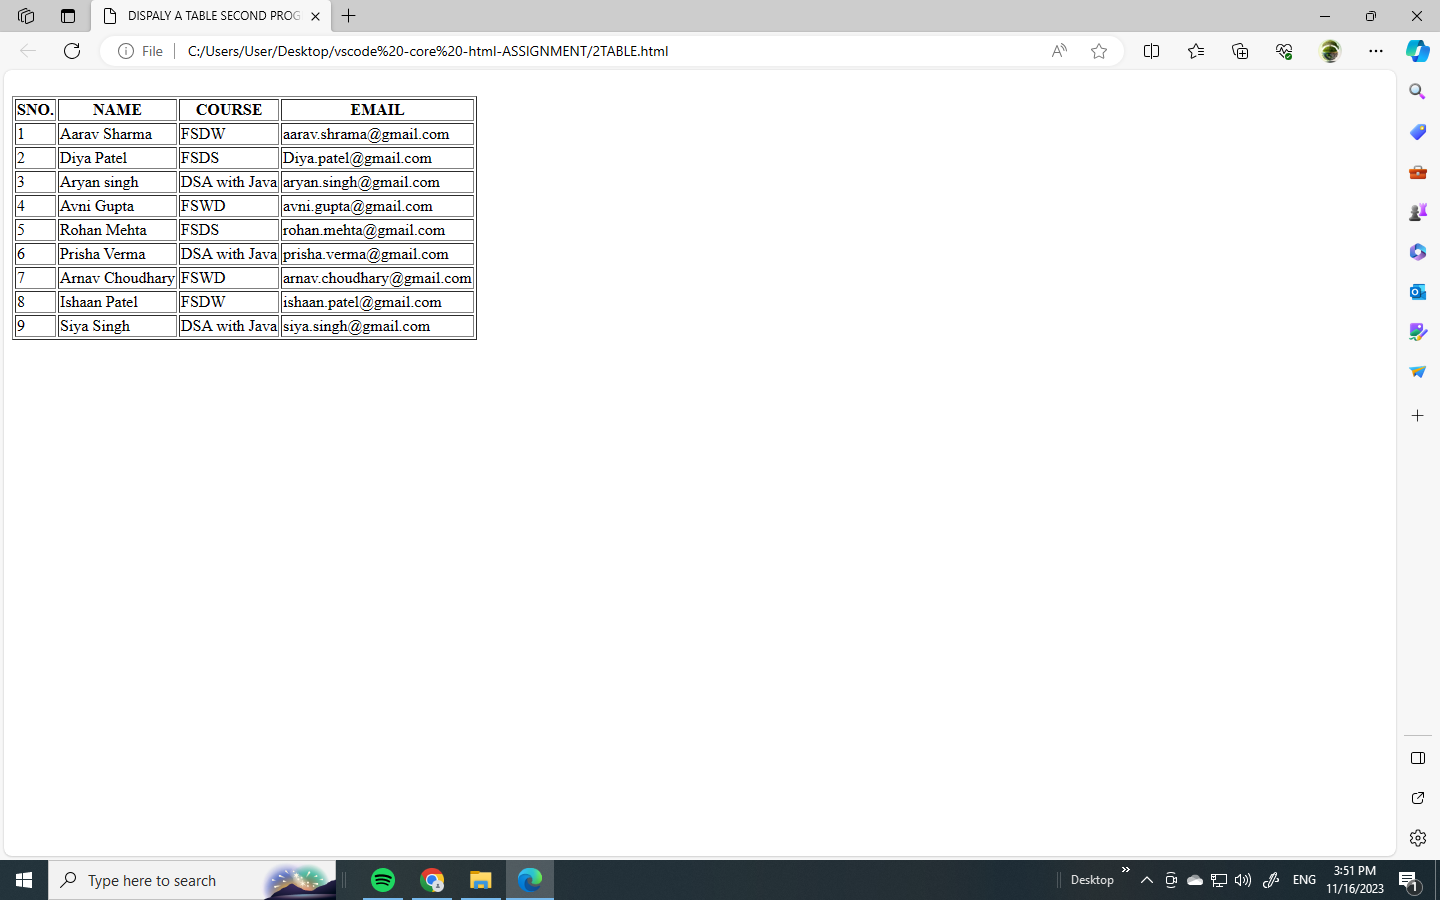 DISPALY A TABLE SECOND PROG
File C:/Users/User/Desktop/vscode%20-core%20-html-ASSIGNMENT/2TABLE.html
SNO. NAME COURSE EMAIL
1 Aarav Sharma FSDW aarav.shrama@gmail.com
2 Diya Patel FSDS Diya.patel@gmail.com
3 Aryan singh DSA with Java aryan.singh@gmail.com
4 Avni Gupta FSWD avni.gupta@gmail.com
5 Rohan Mehta FSDS rohan.mehta@gmail.com
6 Prisha Verma DSA with Java prisha.verma@gmail.com
7 Arnav Choudhary FSWD arnav.choudhary@gmail.com
8 Ishaan Patel FSDW ishaan.patel@gmail.com
9 Siya Singh DSA with Java siya.singh@gmail.com
Type here to search
Desktop
ENG
3:51 PM
11/16/2023
1